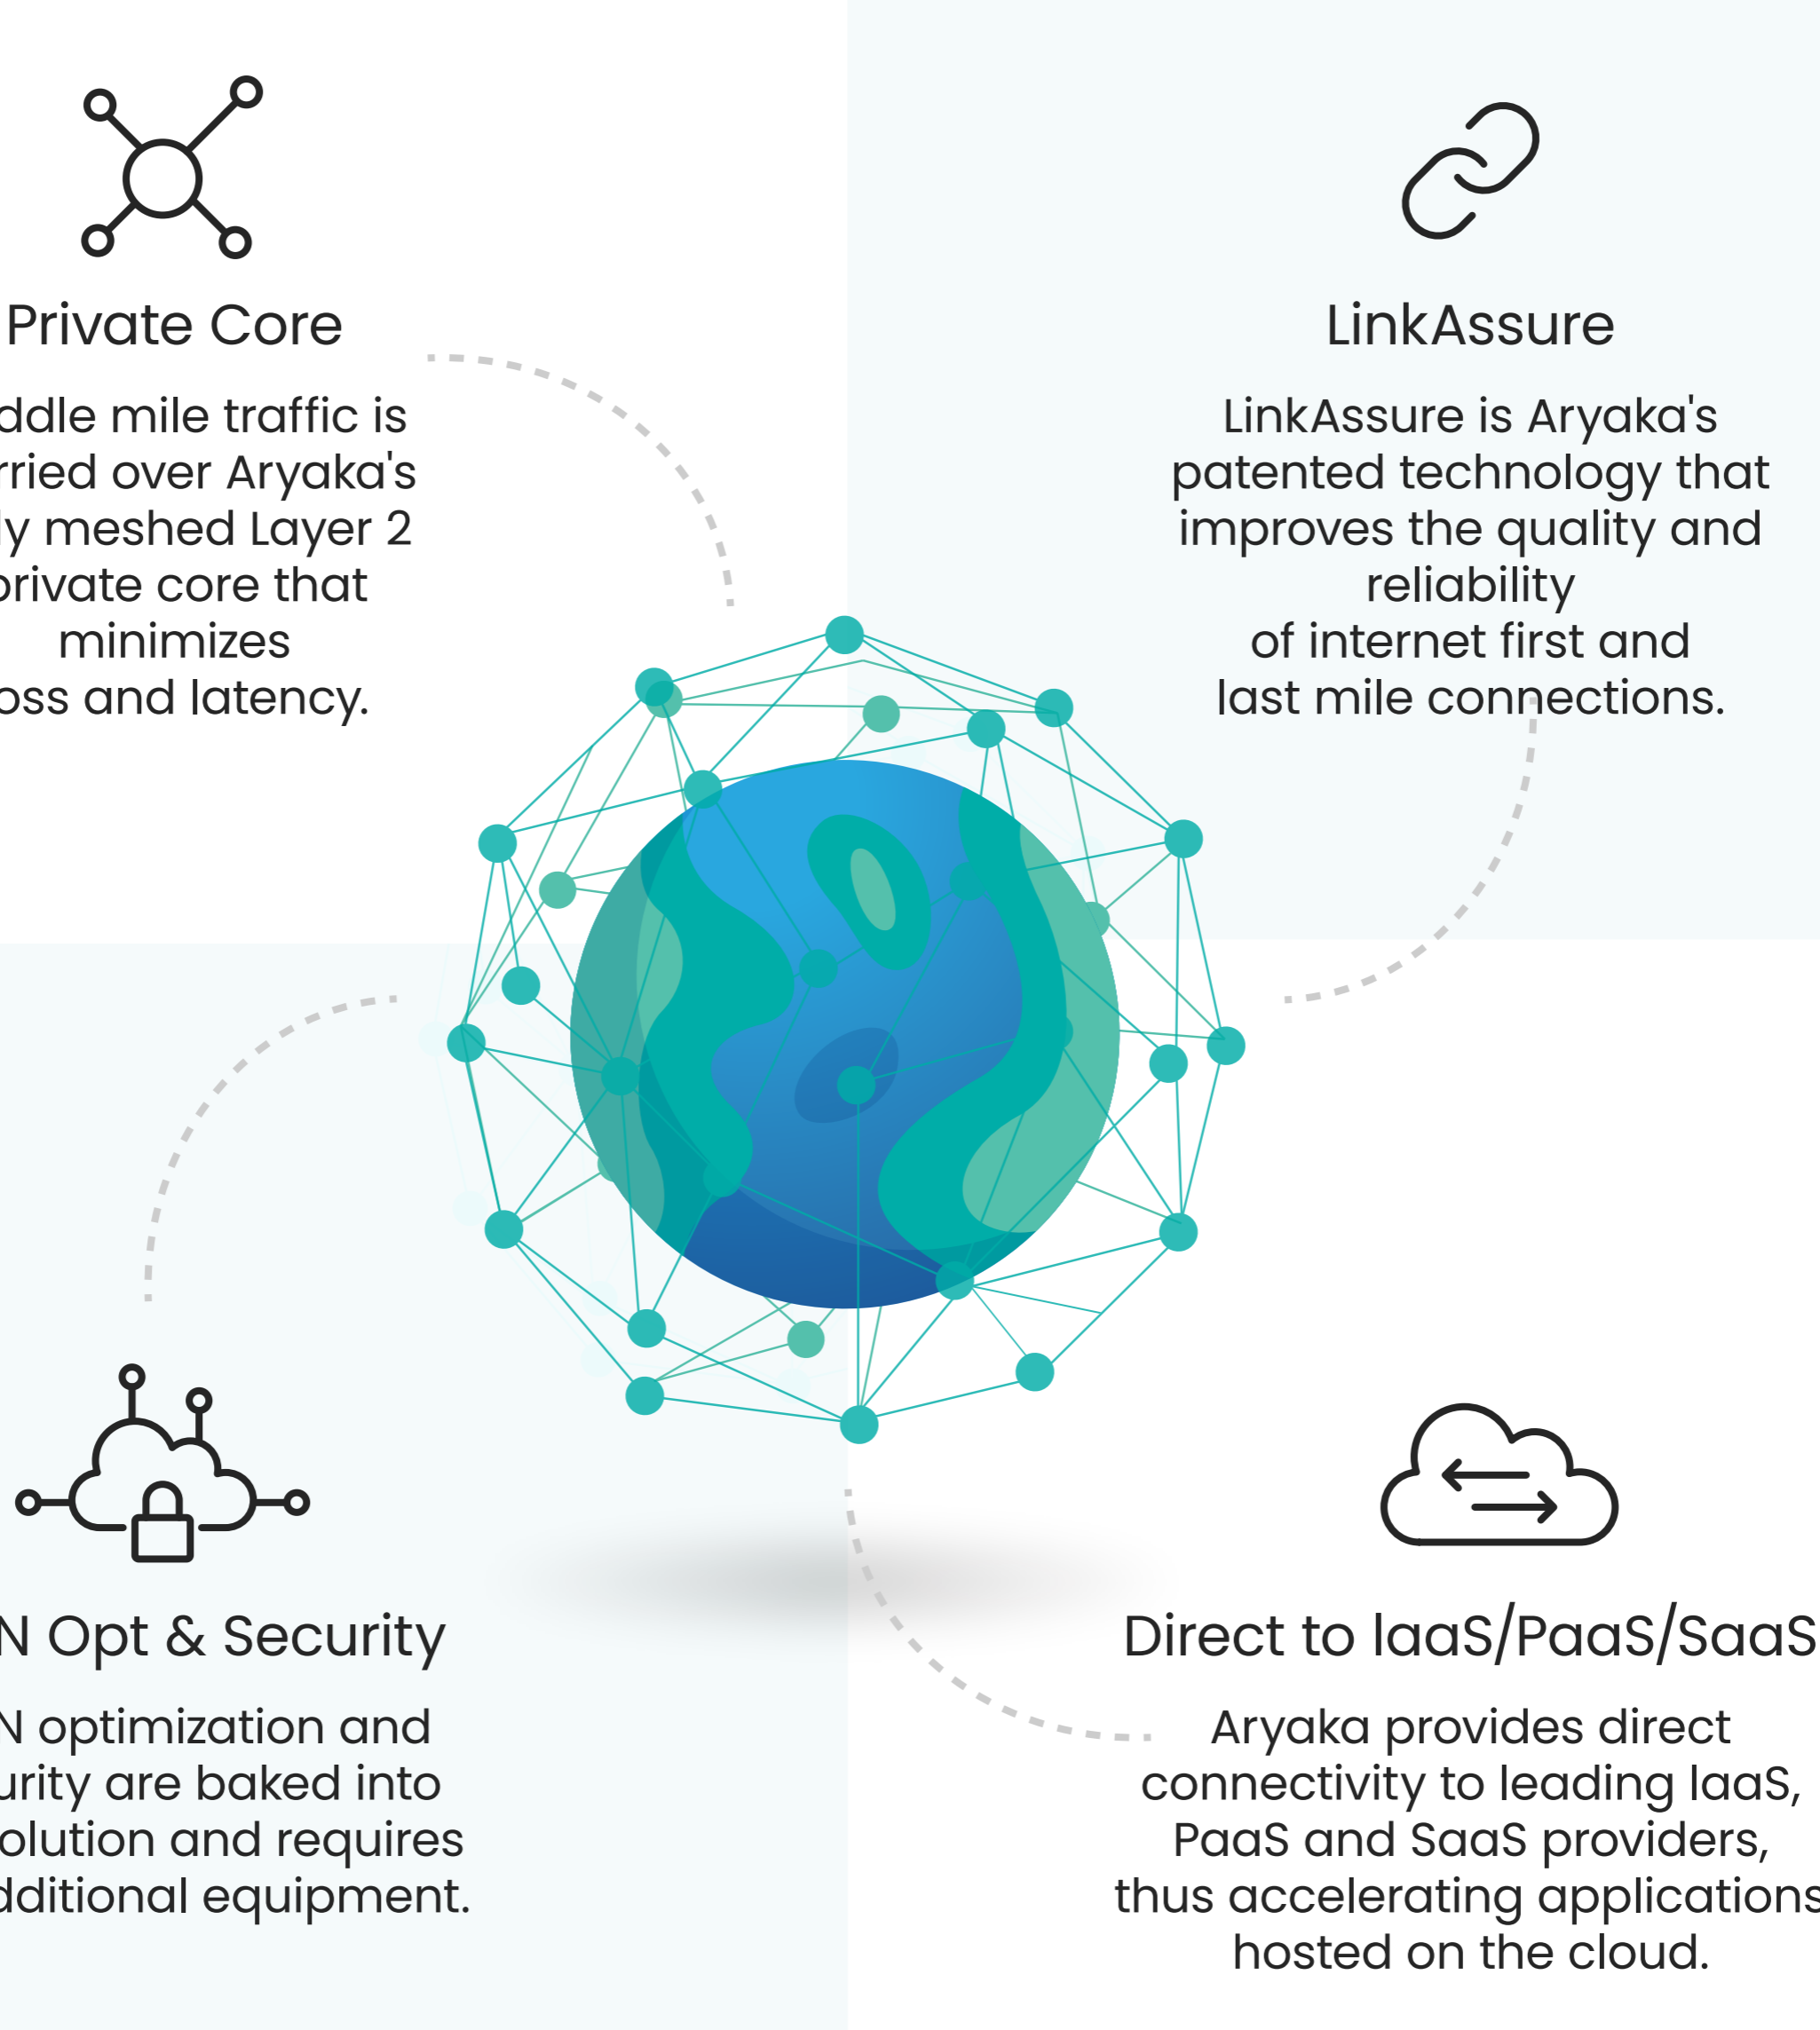 Private Core
ddle mile traffic is
rried over Aryaka's
ly meshed Layer 2
private core that
minimizes
oss and latency.
LinkAssure
LinkAssure is Aryaka's
patented technology that
improves the quality and
reliability
of internet first and
last mile connections.
N Opt & Security
N optimization and
urity are baked into
olution and requires
dditional equipment.
Direct to IaaS/PaaS/SaaS
Aryaka provides direct
connectivity to leading IaaS,
PaaS and SaaS providers,
thus accelerating applications
hosted on the cloud.